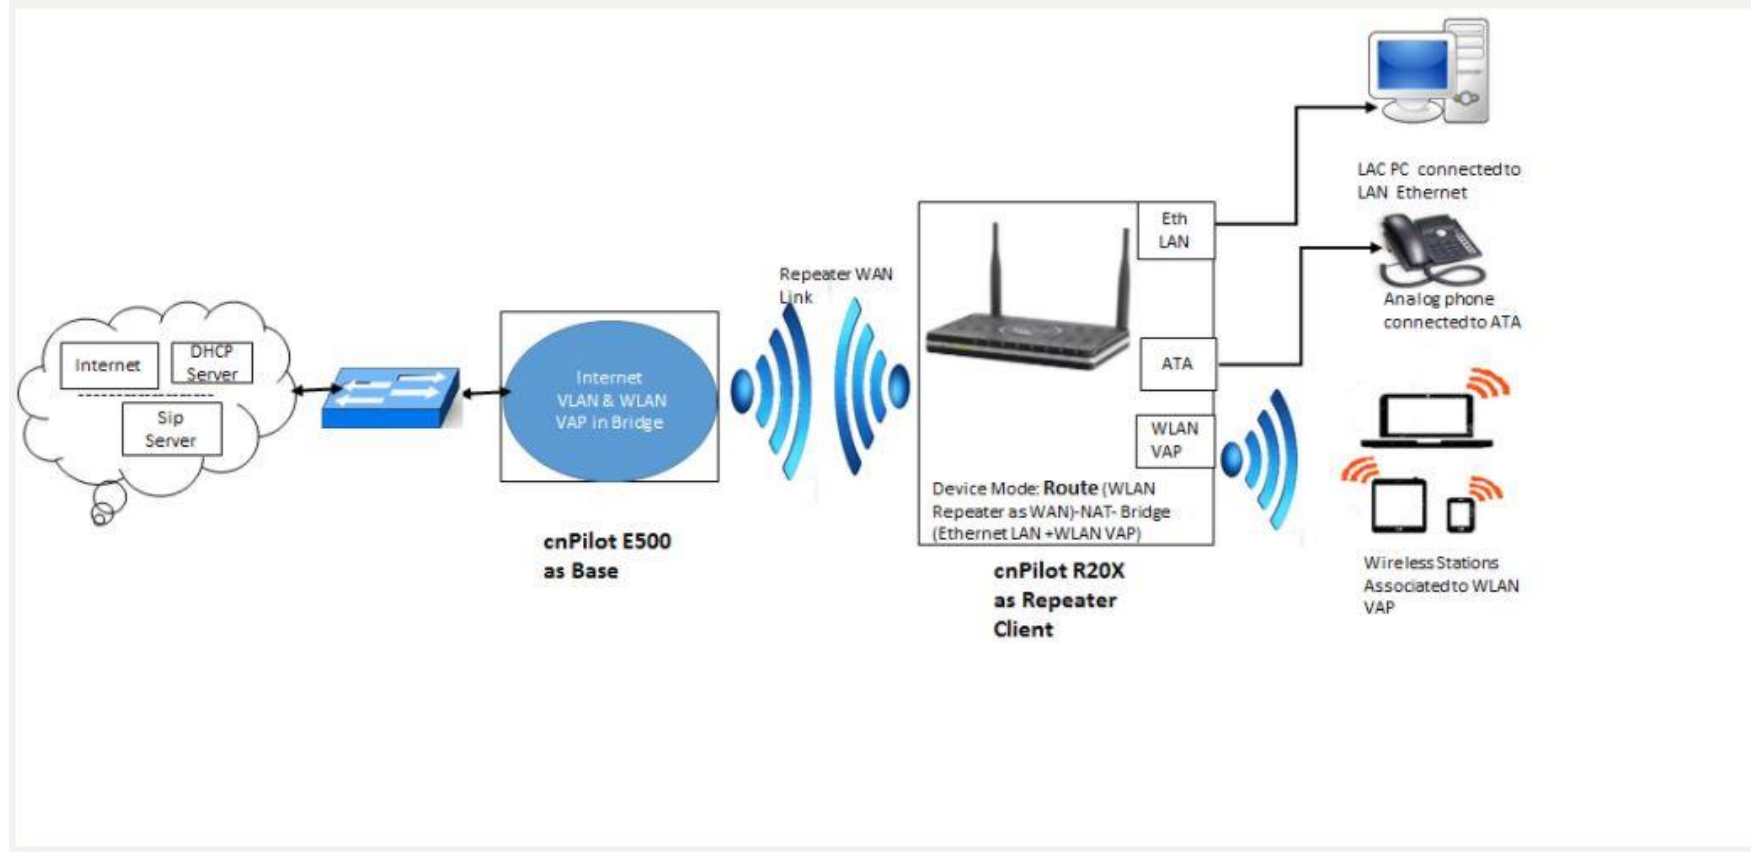 Internet
DHCP
Server
Sip
Server
Internet
VLAN & WLAN
VAP in Bridge
cnPilot E500
as Base
Repeater WAN
Link
Eth
LAN
ATA
WLAN
VAP
Device Mode: Route (WLAN
Repeater as WAN)-NAT- Bridge
(Ethernet LAN +WLAN VAP)
cnPilot R20X
as Repeater
Client
LAC PC connected to
LAN Ethernet
Analog phone
connected to ATA
Wireless Stations
Associated to WLAN
VAP